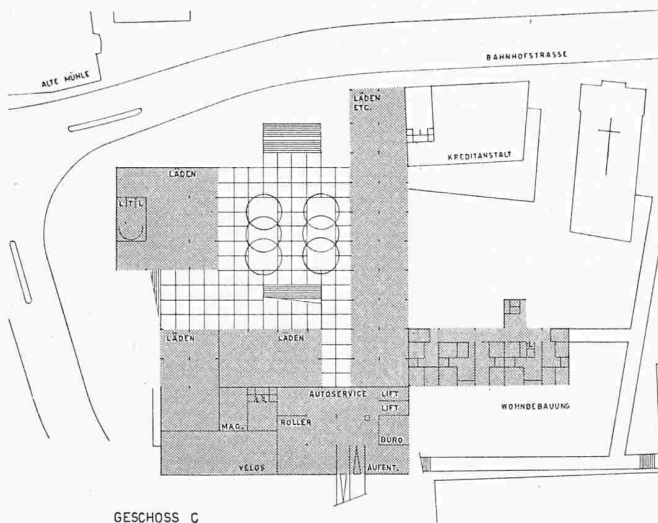 ALTE MÜHLE
BAHNHOFSTRASSE
LÄDEN
ETC.
KREDITANSTALT
LÄDEN
L T L
LÄDEN
LÄDEN
AUTOSERVICE
LIFT
LIFT
ROLLER
MAG.
BÜRO
VELOS
AUFENT.
WOHNBEBAUUNG
GESCHOSS C